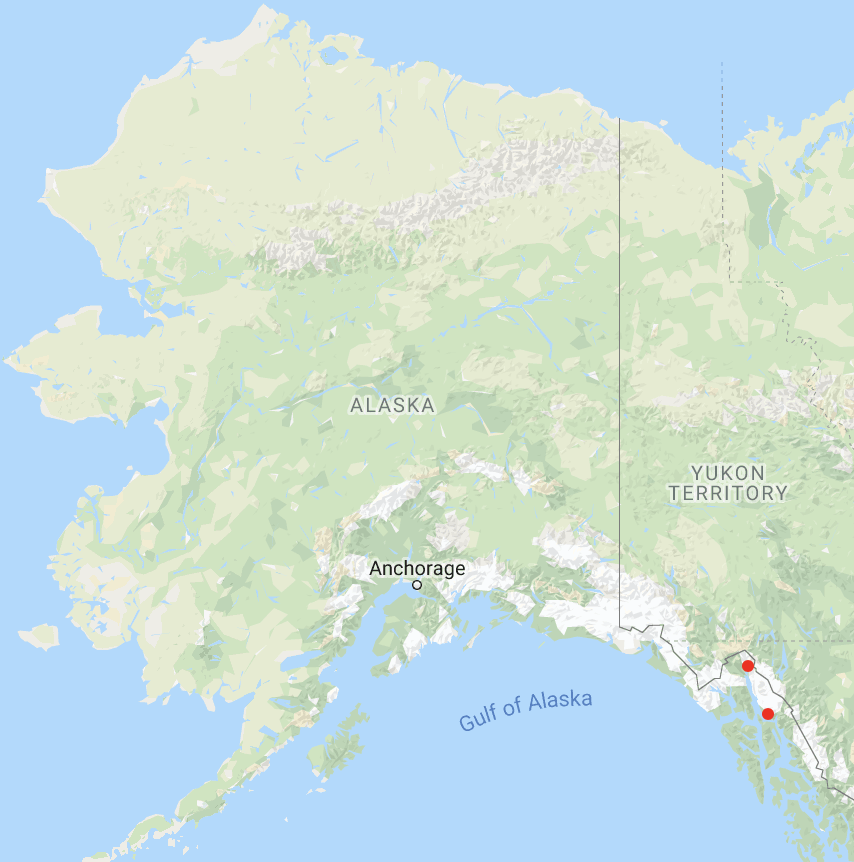 ALASKA
YUKON
TERRITORY
Anchorage
Gulf of Alaska